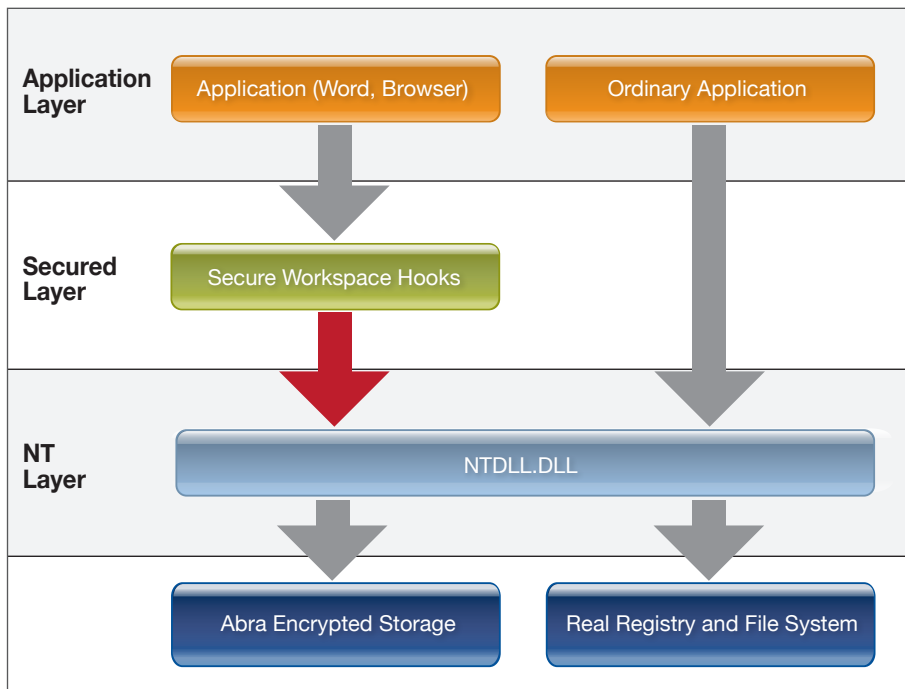 Application
Layer
Application (Word, Browser)
Ordinary Application
Secured
Layer
Secure Workspace Hooks
NT
Layer
NTDLL.DLL
Abra Encrypted Storage
Real Registry and File System